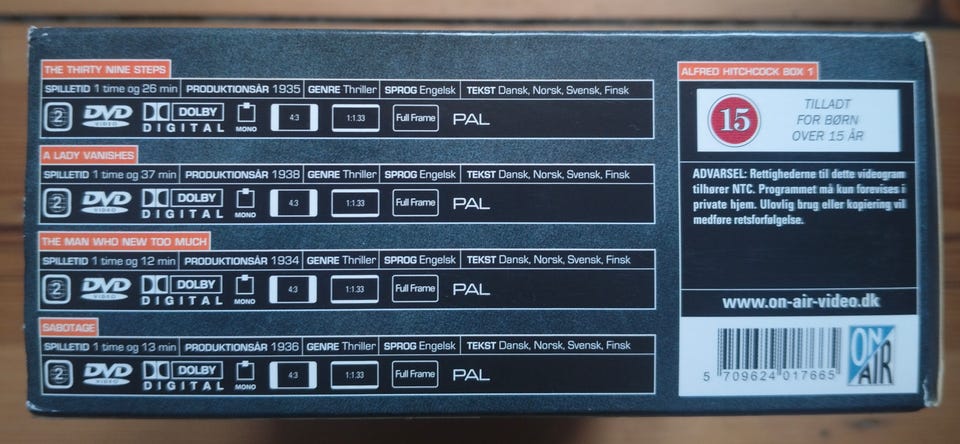 THE THIRTY NINE STEPS
SPILLETID 1 time og 26 min PRODUKTIONSÅR 1935 GENRE Thriller SPROG Engelsk TEKST Dansk, Norsk, Svensk, Finsk
2 DVD VIDEO DOLBY DIGITAL MONO 4:3 1:1.33 Full Frame PAL
A LADY VANISHES
SPILLETID 1 time og 37 min PRODUKTIONSÅR 1938 GENRE Thriller SPROG Engelsk TEKST Dansk, Norsk, Svensk, Finsk
2 DVD VIDEO DOLBY DIGITAL MONO 4:3 1:1.33 Full Frame PAL
THE MAN WHO NEW TOO MUCH
SPILLETID 1 time og 12 min PRODUKTIONSÅR 1934 GENRE Thriller SPROG Engelsk TEKST Dansk, Norsk, Svensk, Finsk
2 DVD VIDEO DOLBY DIGITAL MONO 4:3 1:1.33 Full Frame PAL
SABOTAGE
SPILLETID 1 time og 13 min PRODUKTIONSÅR 1936 GENRE Thriller SPROG Engelsk TEKST Dansk, Norsk, Svensk, Finsk
2 DVD VIDEO DOLBY DIGITAL MONO 4:3 1:1.33 Full Frame PAL
ALFRED HITCHCOCK BOX 1
15
TILLADT
FOR BØRN
OVER 15 ÅR
ADVARSEL: Rettighederne til dette videogram
tilhører NTC. Programmet må kun forevises i
private hjem. Ulovlig brug eller kopiering vil
medføre retsforfølgelse.
www.on-air-video.dk
5 709624 017665
ON
AIR